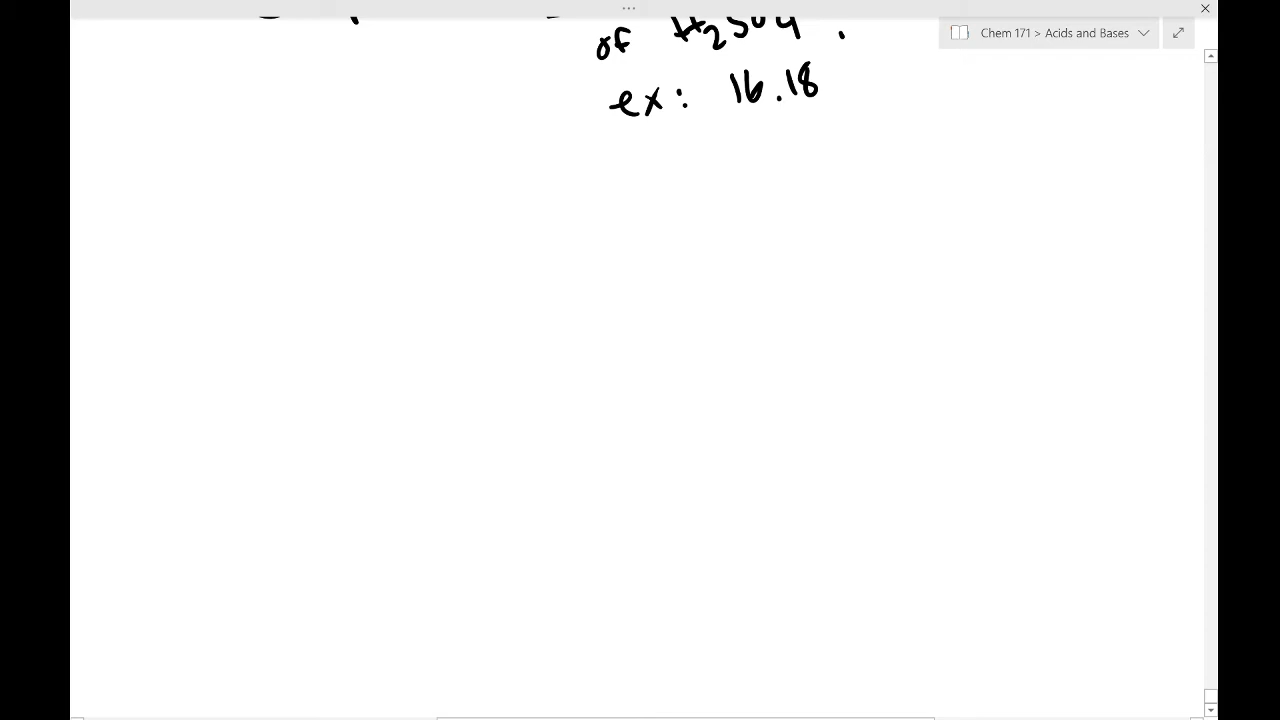 Chem 171 > Acids and Bases
of H2SO4.
ex: 16.18